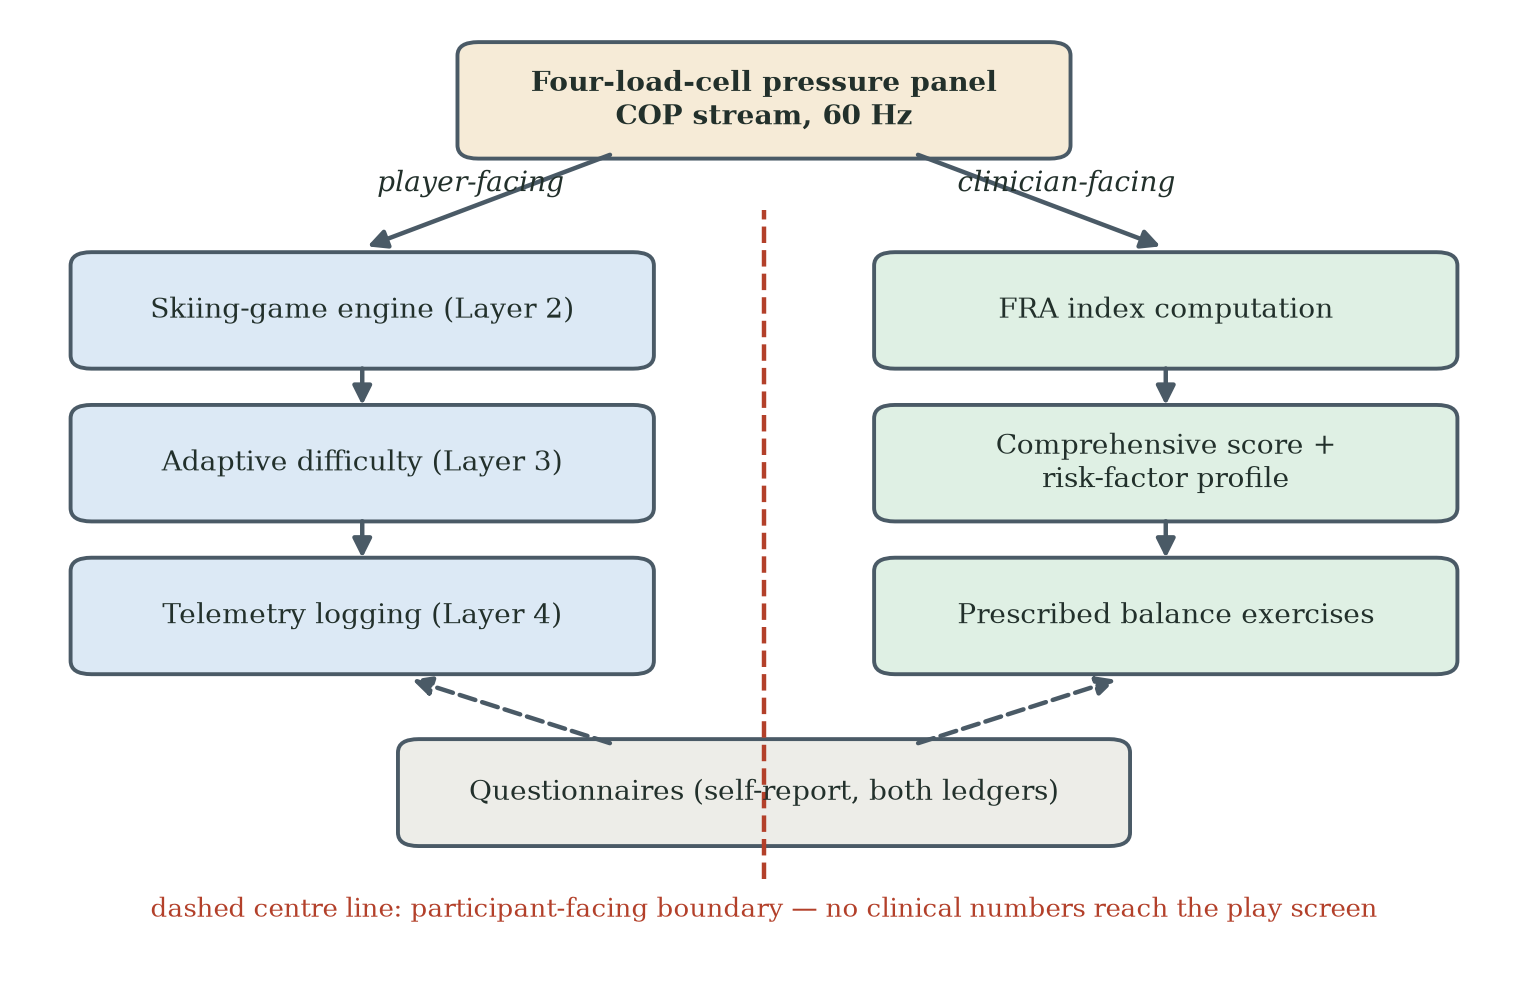 Four-load-cell pressure panel
COP stream, 60 Hz
player-facing
clinician-facing
Skiing-game engine (Layer 2)
FRA index computation
Adaptive difficulty (Layer 3)
Comprehensive score +
risk-factor profile
Telemetry logging (Layer 4)
Prescribed balance exercises
Questionnaires (self-report, both ledgers)
dashed centre line: participant-facing boundary — no clinical numbers reach the play screen